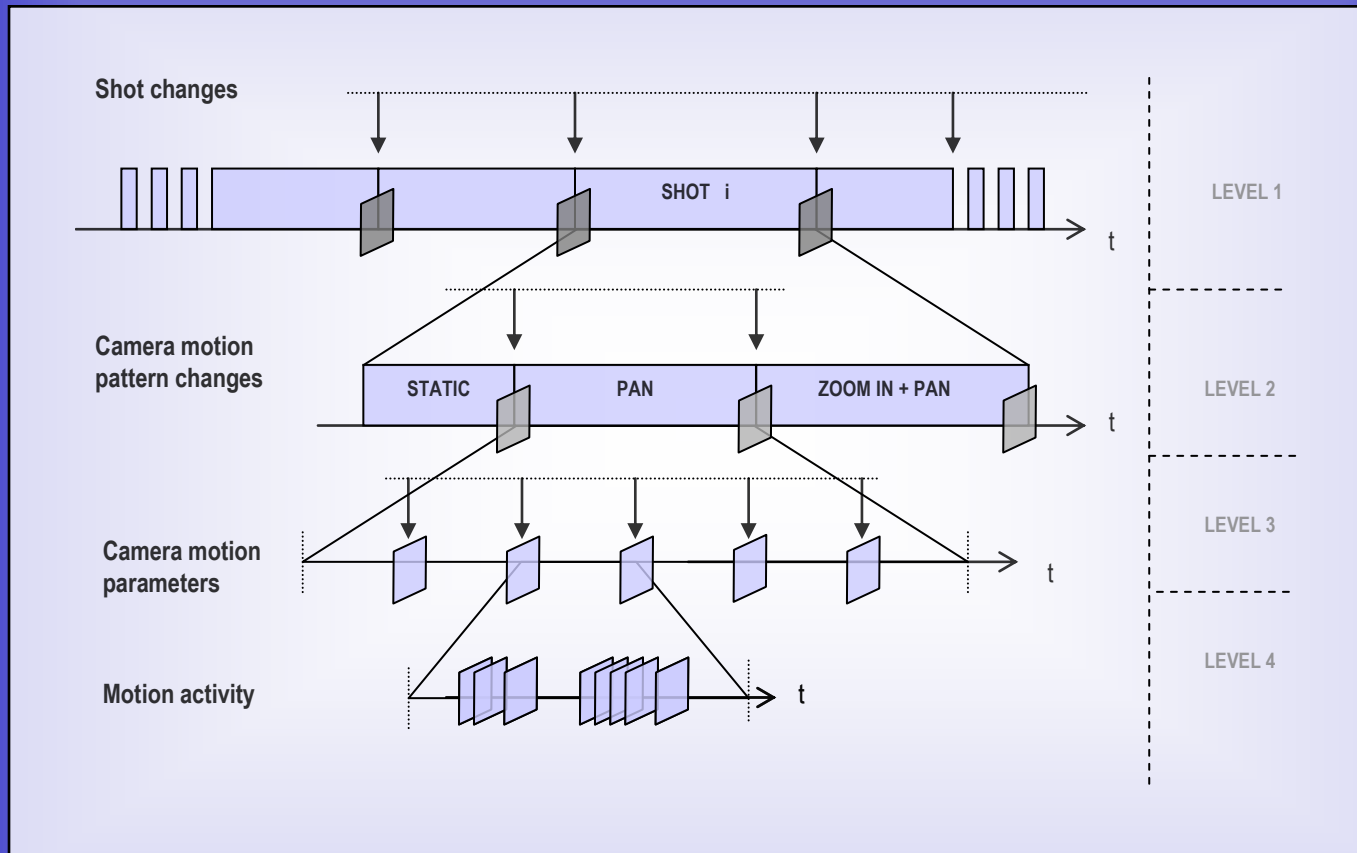 Shot changes
SHOT i
LEVEL 1
t
Camera motion
pattern changes
STATIC
PAN
ZOOM IN + PAN
LEVEL 2
t
LEVEL 3
Camera motion
parameters
t
LEVEL 4
Motion activity
t